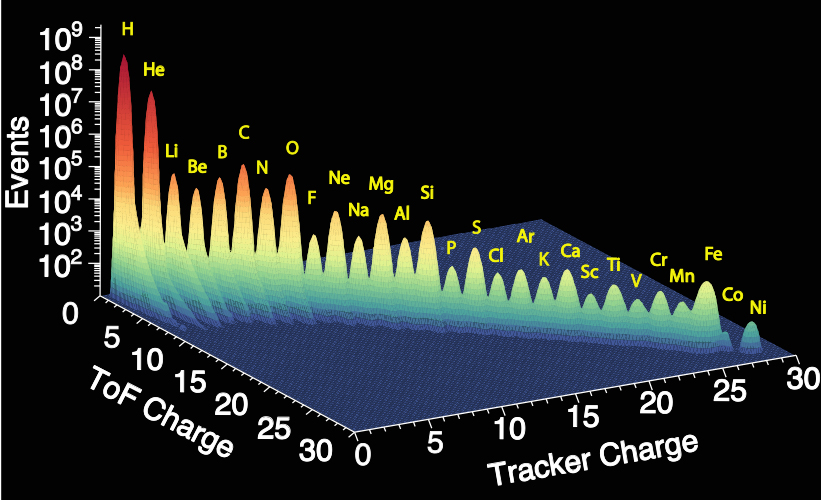 Events
10⁹
10⁸
10⁷
10⁶
10⁵
10⁴
10³
10²
H
He
Li
Be
B
C
N
O
F
Ne
Na
Mg
Al
Si
P
S
Cl
Ar
K
Ca
Sc
Ti
V
Cr
Mn
Fe
Co
Ni
0
5
10
15
20
25
30
ToF Charge
0
5
10
15
20
25
30
Tracker Charge